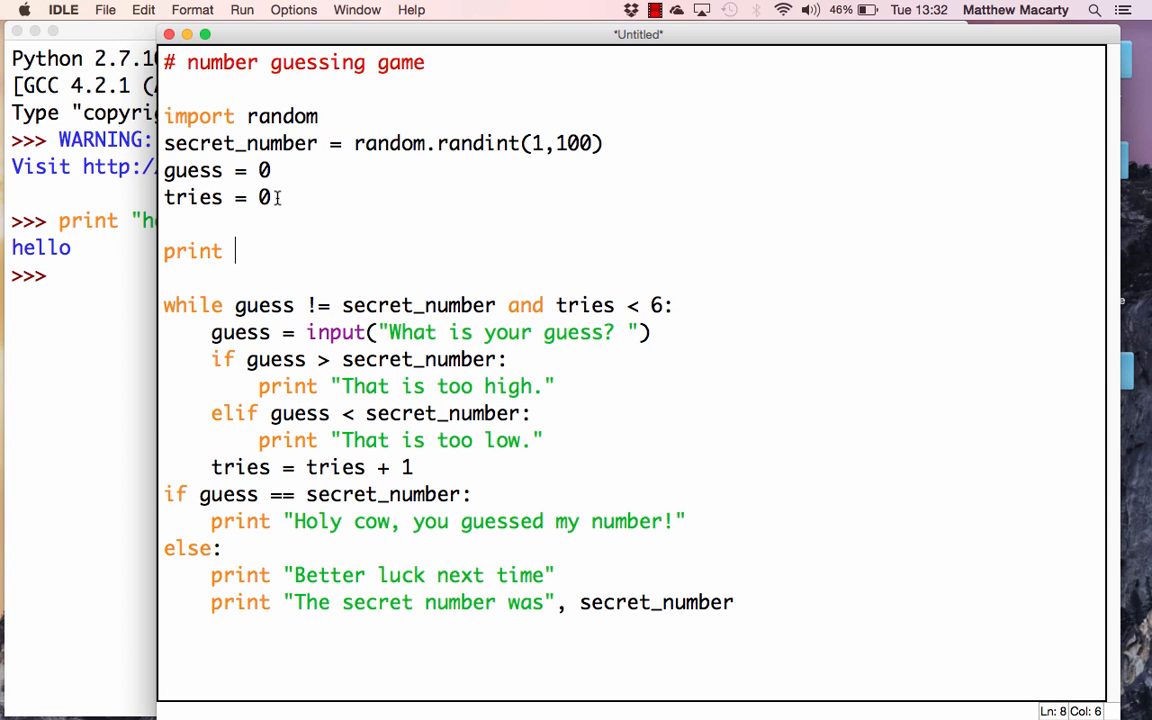 IDLE File Edit Format Run Options Window Help 46% Tue 13:32 Matthew Macarty
*Untitled*
Python 2.7.10
[GCC 4.2.1 (
Type "copyri
>>> WARNING:
Visit http:/
>>> print "he
hello
>>>
# number guessing game
import random
secret_number = random.randint(1,100)
guess = 0
tries = 0
print
while guess != secret_number and tries < 6:
    guess = input("What is your guess? ")
    if guess > secret_number:
        print "That is too high."
    elif guess < secret_number:
        print "That is too low."
    tries = tries + 1
if guess == secret_number:
    print "Holy cow, you guessed my number!"
else:
    print "Better luck next time"
    print "The secret number was", secret_number
Ln: 8 Col: 6